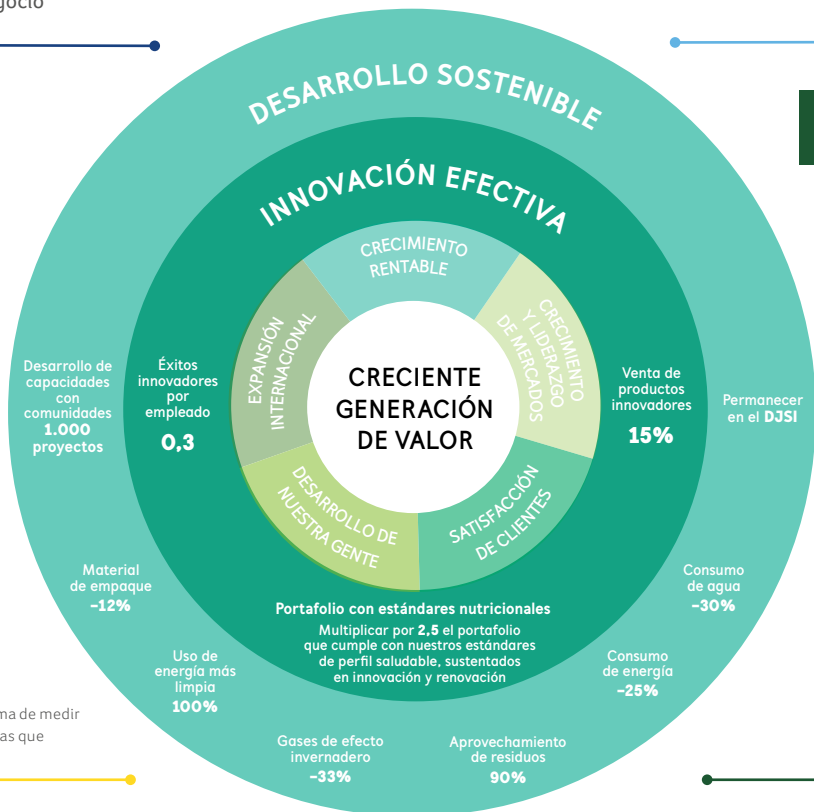 DESARROLLO SOSTENIBLE
INNOVACIÓN EFECTIVA
CRECIMIENTO
RENTABLE
CRECIMIENTO
Y LIDERAZGO
DE MERCADOS
EXPANSIÓN
INTERNACIONAL
CRECIENTE
GENERACIÓN
DE VALOR
DESARROLLO DE
NUESTRA GENTE
SATISFACCIÓN
DE CLIENTES
Desarrollo de
capacidades
con
comunidades
1.000
proyectos
Éxitos
innovadores
por
empleado
0,3
Venta de
productos
innovadores
15%
Permanecer
en el DJSI
Portafolio con estándares nutricionales
Multiplicar por 2,5 el portafolio
que cumple con nuestros estándares
de perfil saludable, sustentados
en innovación y renovación
Material
de empaque
-12%
Uso de
energía más
limpia
100%
Gases de efecto
invernadero
-33%
Aprovechamiento
de residuos
90%
Consumo
de energía
-25%
Consumo
de agua
-30%
de medir
que